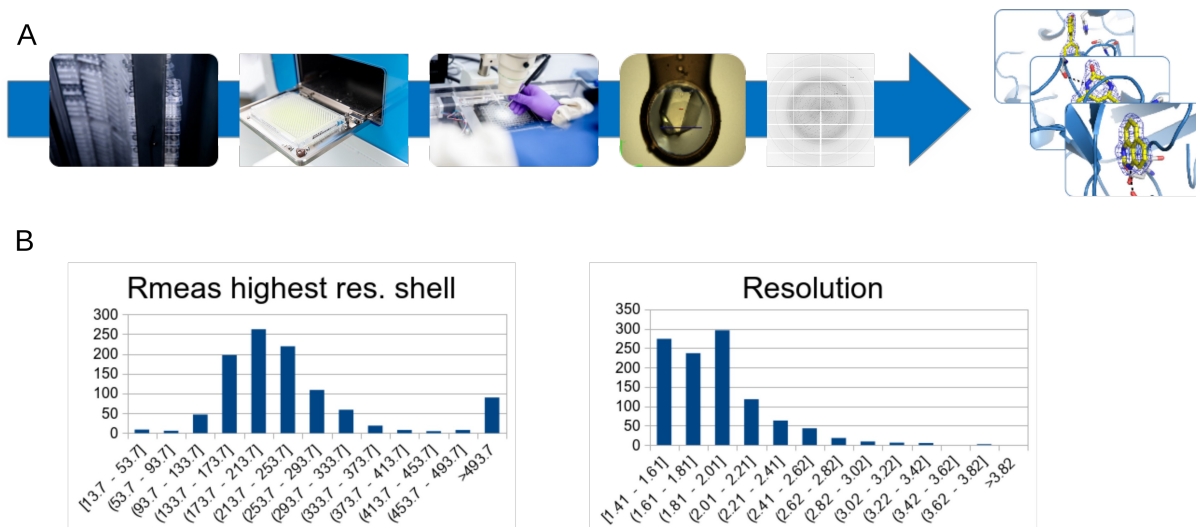 A
B
Rmeas highest res. shell
300
250
200
150
100
50
0
[13.7 - 53.7]
(53.7 - 93.7]
(93.7 - 133.7]
(133.7 - 173.7]
(173.7 - 213.7]
(213.7 - 253.7]
(253.7 - 293.7]
(293.7 - 333.7]
(333.7 - 373.7]
(373.7 - 413.7]
(413.7 - 453.7]
(453.7 - 493.7]
>493.7
Resolution
350
300
250
200
150
100
50
0
[1.41 - 1.61]
(1.61 - 1.81]
(1.81 - 2.01]
(2.01 - 2.21]
(2.21 - 2.41]
(2.41 - 2.62]
(2.62 - 2.82]
(2.82 - 3.02]
(3.02 - 3.22]
(3.22 - 3.42]
(3.42 - 3.62]
(3.62 - 3.82]
>3.82